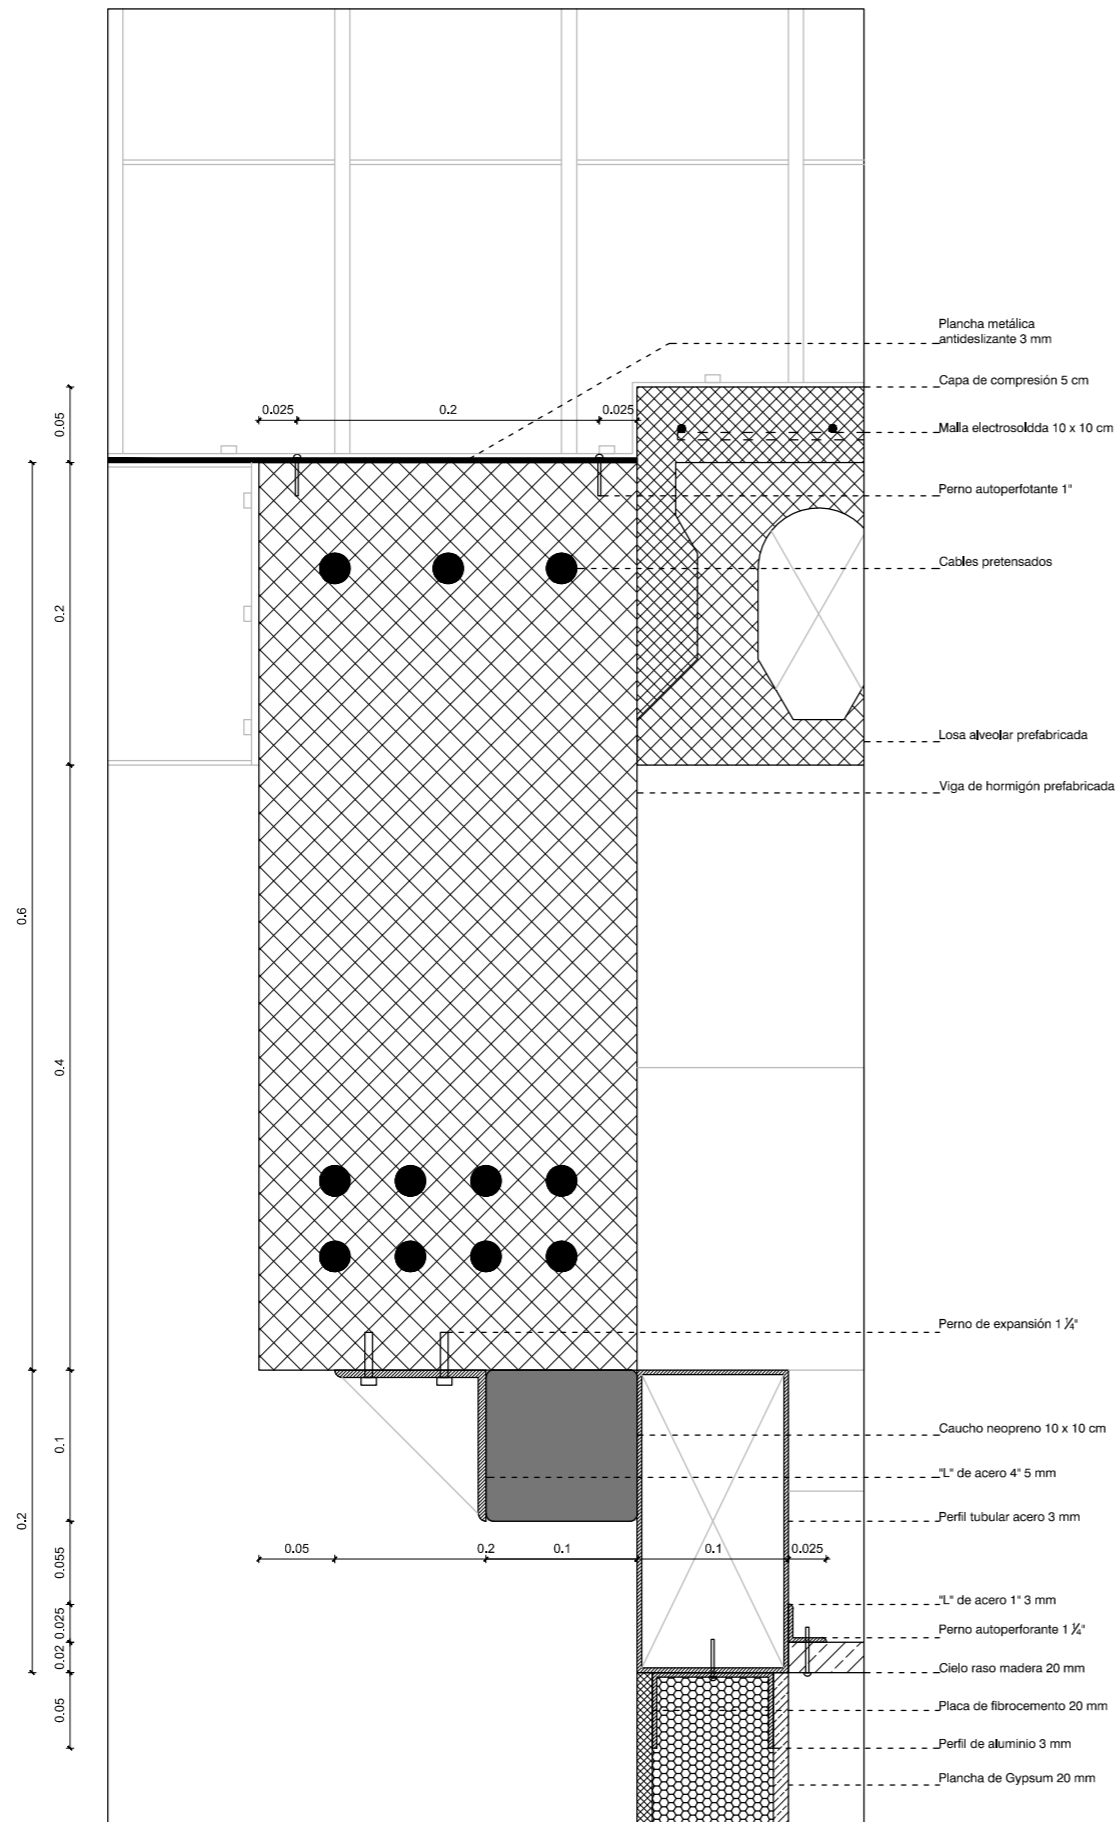 Plancha metálica
antideslizante 3 mm
Capa de compresión 5 cm
0.025
0.2
0.025
0.05
Malla electrosoldda 10 x 10 cm
Perno autoperfotante 1"
Cables pretensados
0.2
Losa alveolar prefabricada
Viga de hormigón prefabricada
0.6
0.4
Perno de expansión 1 ¼"
Caucho neopreno 10 x 10 cm
0.1
"L" de acero 4" 5 mm
0.2
Perfil tubular acero 3 mm
0.05
0.2
0.1
0.1
0.025
0.055
"L" de acero 1" 3 mm
0.025
Perno autoperforante 1 ¼"
0.02
Cielo raso madera 20 mm
0.05
Placa de fibrocemento 20 mm
Perfil de aluminio 3 mm
Plancha de Gypsum 20 mm